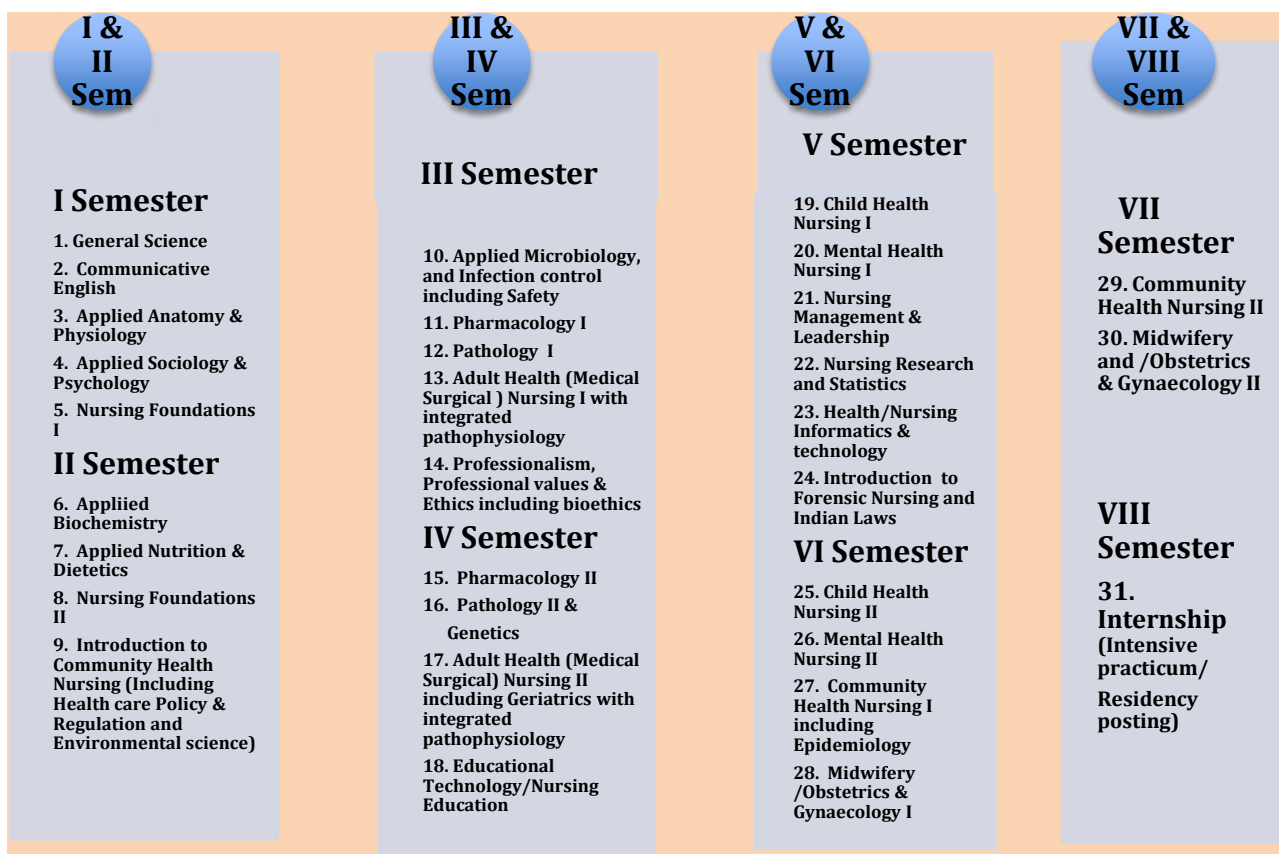 I &
II
Sem
I Semester
1. General Science
2. Communicative
English
3. Applied Anatomy &
Physiology
4. Applied Sociology &
Psychology
5. Nursing Foundations
I
II Semester
6. Appliied
Biochemistry
7. Applied Nutrition &
Dietetics
8. Nursing Foundations
II
9. Introduction to
Community Health
Nursing (Including
Health care Policy &
Regulation and
Environmental science)
III &
IV
Sem
III Semester
10. Applied Microbiology,
and Infection control
including Safety
11. Pharmacology I
12. Pathology I
13. Adult Health (Medical
Surgical ) Nursing I with
integrated
pathophysiology
14. Professionalism,
Professional values &
Ethics including bioethics
IV Semester
15. Pharmacology II
16. Pathology II &
Genetics
17. Adult Health (Medical
Surgical) Nursing II
including Geriatrics with
integrated
pathophysiology
18. Educational
Technology/Nursing
Education
V &
VI
Sem
V Semester
19. Child Health
Nursing I
20. Mental Health
Nursing I
21. Nursing
Management &
Leadership
22. Nursing Research
and Statistics
23. Health/Nursing
Informatics &
technology
24. Introduction to
Forensic Nursing and
Indian Laws
VI Semester
25. Child Health
Nursing II
26. Mental Health
Nursing II
27. Community
Health Nursing I
including
Epidemiology
28. Midwifery
/Obstetrics &
Gynaecology I
VII &
VIII
Sem
VII
Semester
29. Community
Health Nursing II
30. Midwifery
and /Obstetrics
& Gynaecology II
VIII
Semester
31.
Internship
(Intensive
practicum/
Residency
posting)